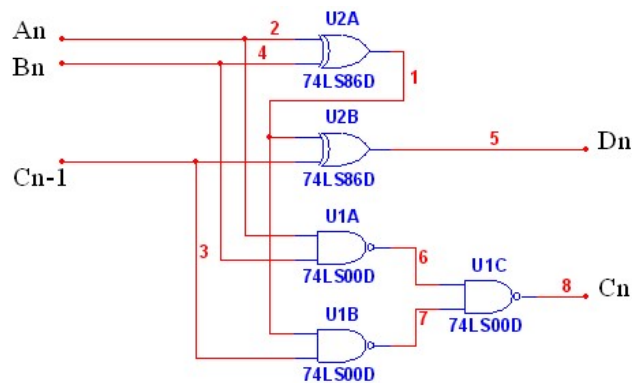 U2A
An
2
Bn
4
1
74LS86D
U2B
5
Dn
Cn-1
74LS86D
U1A
3
6
U1C
74LS00D
8
Cn
U1B
7
74LS00D
74LS00D